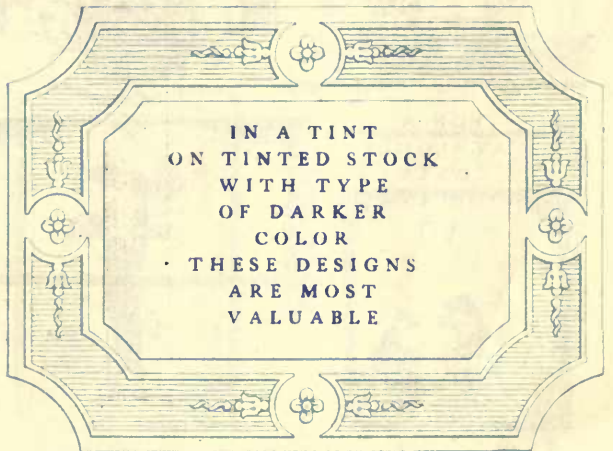 IN A TINT
ON TINTED STOCK
WITH TYPE
OF DARKER
COLOR
THESE DESIGNS
ARE MOST
VALUABLE